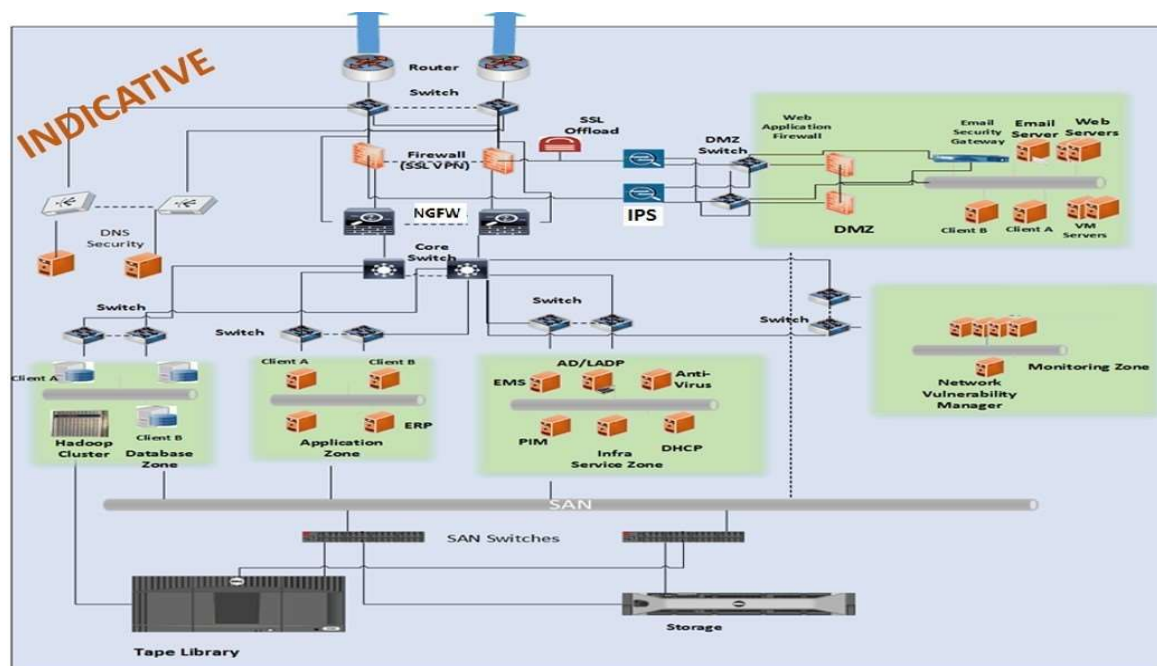 INDICATIVE
Router
Switch
SSL
Offload
Firewall
(SSL VPN)
DMZ
Switch
Web
Application
Firewall
Email
Security
Gateway
Email
Server
Web
Servers
NGFW
IPS
DMZ
Client B
Client A
VM
Servers
DNS
Security
Core
Switch
Switch
Switch
Switch
Switch
Client A
Hadoop
Cluster
Client B
Database
Zone
Client A
Client B
ERP
Application
Zone
AD/LADP
EMS
Anti-
Virus
PIM
Infra
Service Zone
DHCP
Monitoring Zone
Network
Vulnerability
Manager
SAN
SAN Switches
Tape Library
Storage